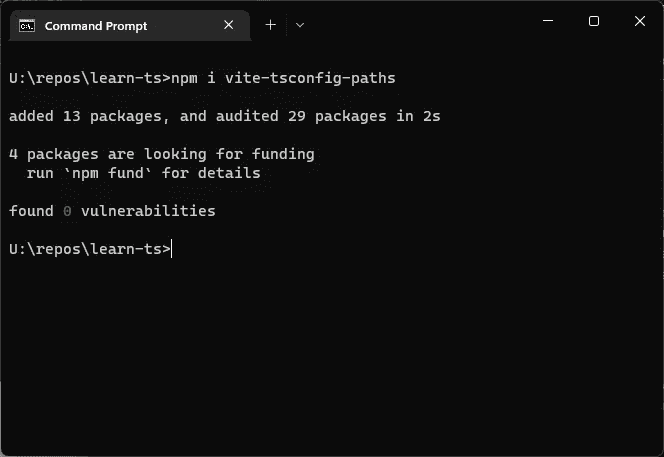 Command Prompt
U:\repos\learn-ts>npm i vite-tsconfig-paths
added 13 packages, and audited 29 packages in 2s
4 packages are looking for funding
  run `npm fund` for details
found 0 vulnerabilities
U:\repos\learn-ts>